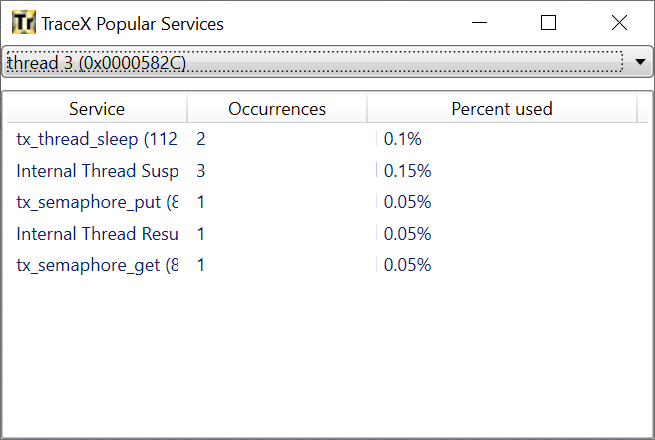 Tr TraceX Popular Services
thread 3 (0x0000582C)
Service Occurrences Percent used
tx_thread_sleep (112 2 0.1%
Internal Thread Susp 3 0.15%
tx_semaphore_put (8 1 0.05%
Internal Thread Resu 1 0.05%
tx_semaphore_get (8 1 0.05%